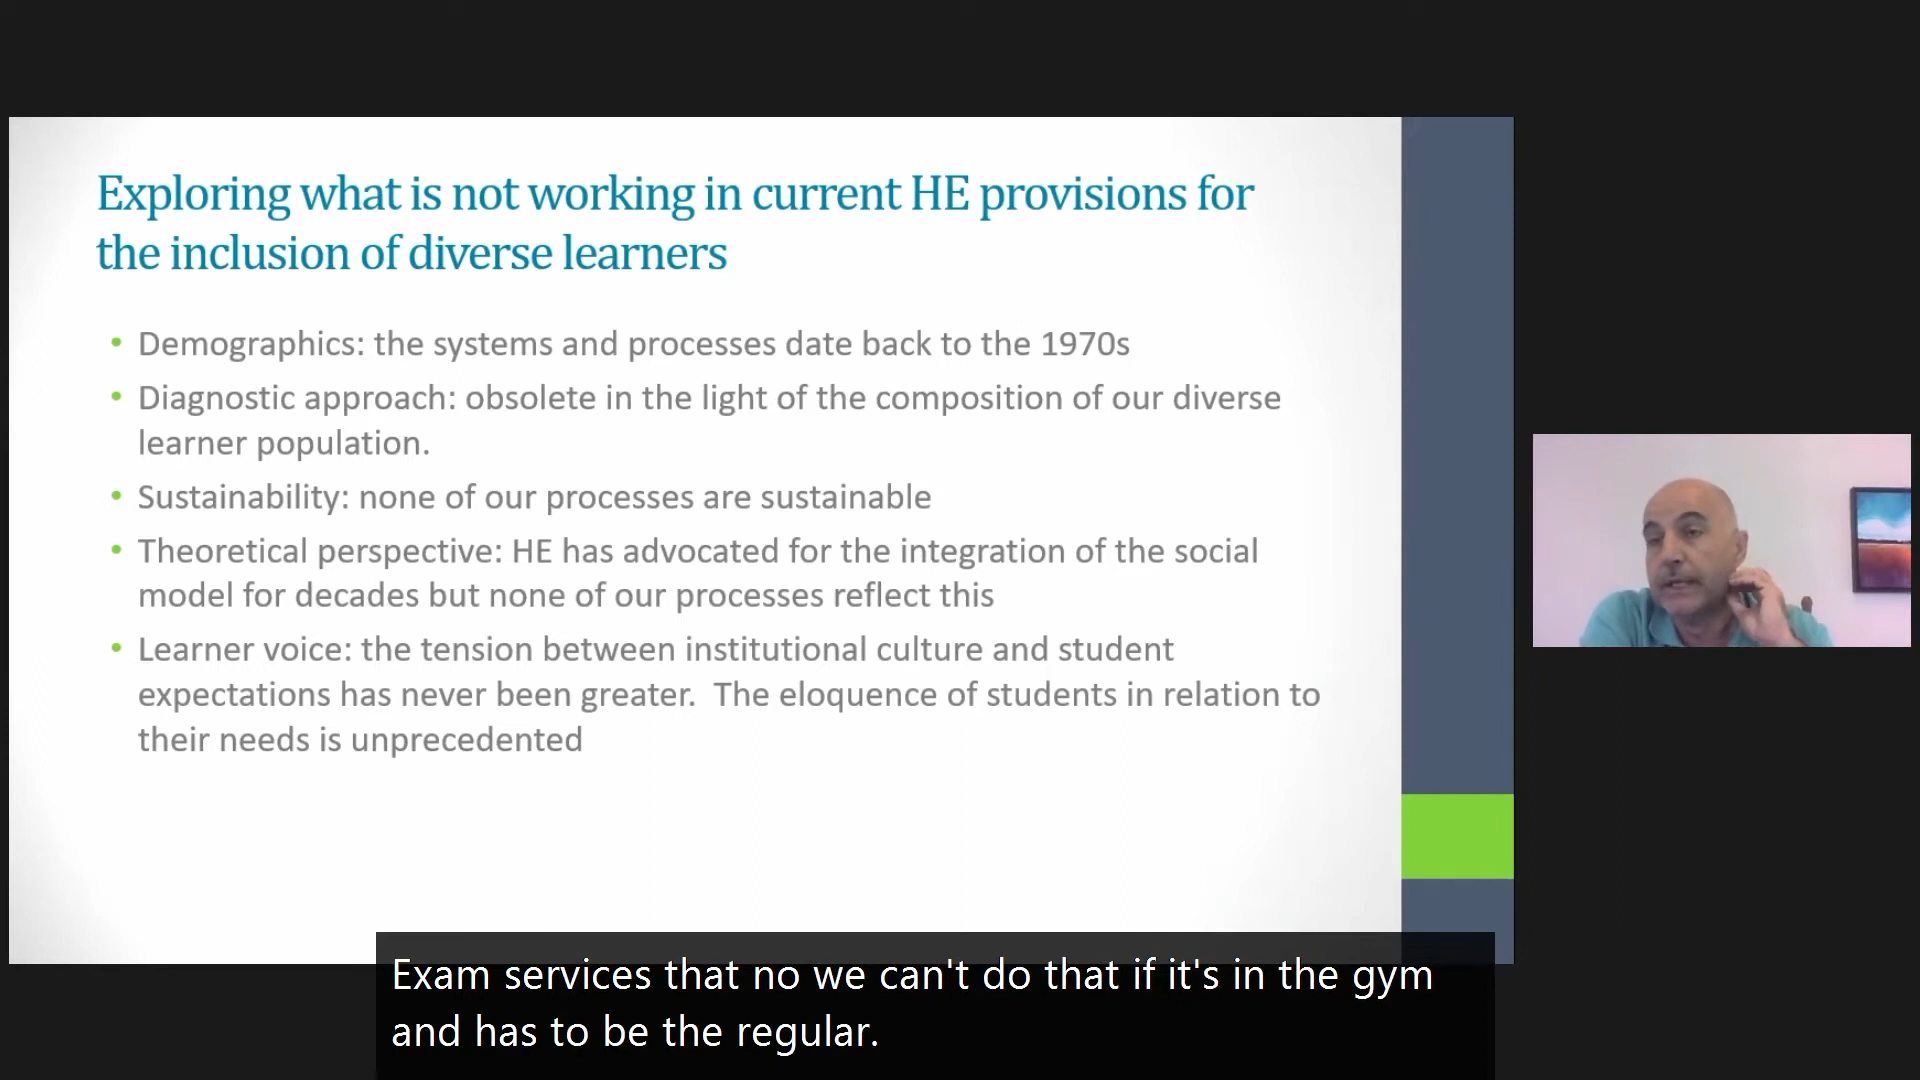 Exploring what is not working in current HE provisions for
the inclusion of diverse learners
• Demographics: the systems and processes date back to the 1970s
• Diagnostic approach: obsolete in the light of the composition of our diverse
learner population.
• Sustainability: none of our processes are sustainable
• Theoretical perspective: HE has advocated for the integration of the social
model for decades but none of our processes reflect this
• Learner voice: the tension between institutional culture and student
expectations has never been greater.  The eloquence of students in relation to
their needs is unprecedented
Exam services that no we can't do that if it's in the gym
and has to be the regular.